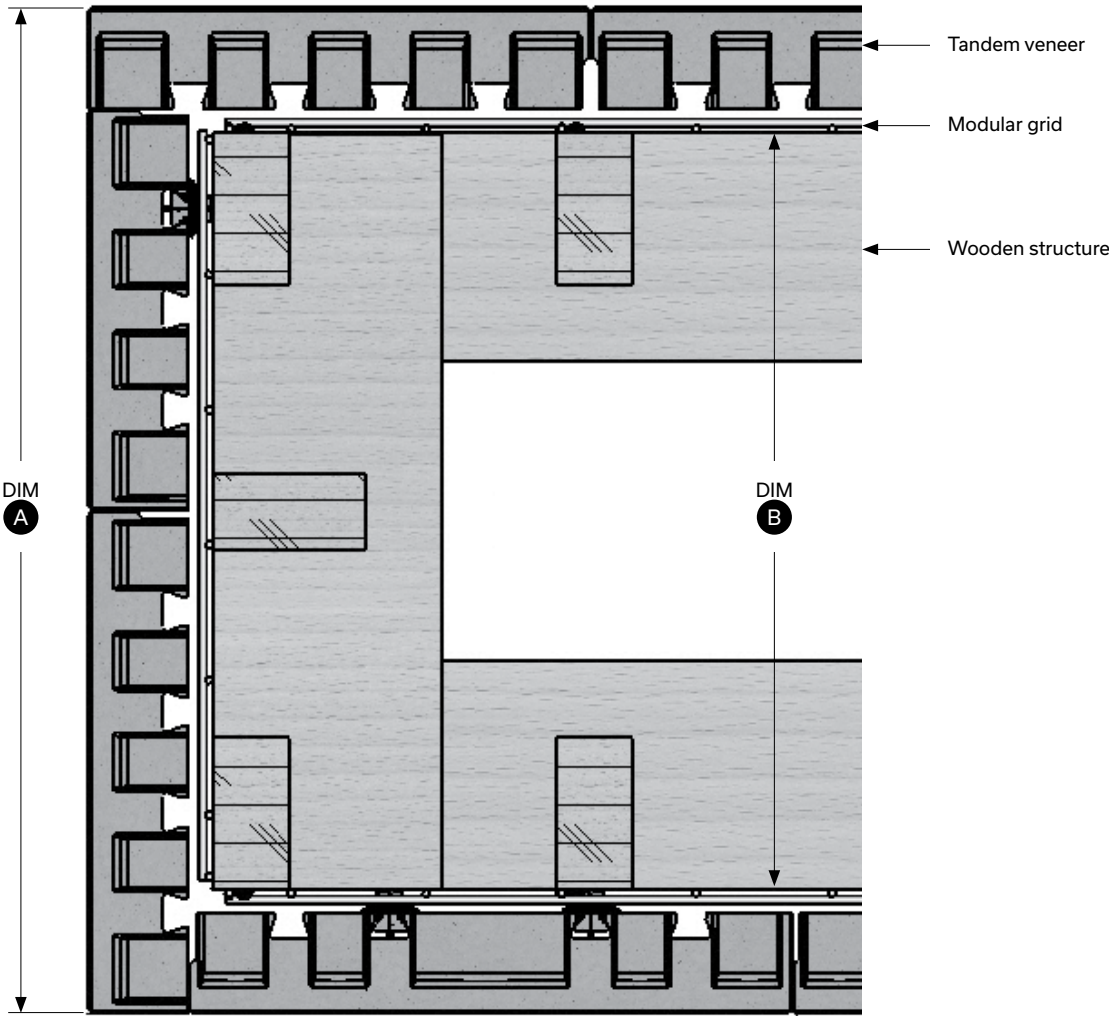 Tandem veneer
Modular grid
Wooden structure
DIM
A
DIM
B